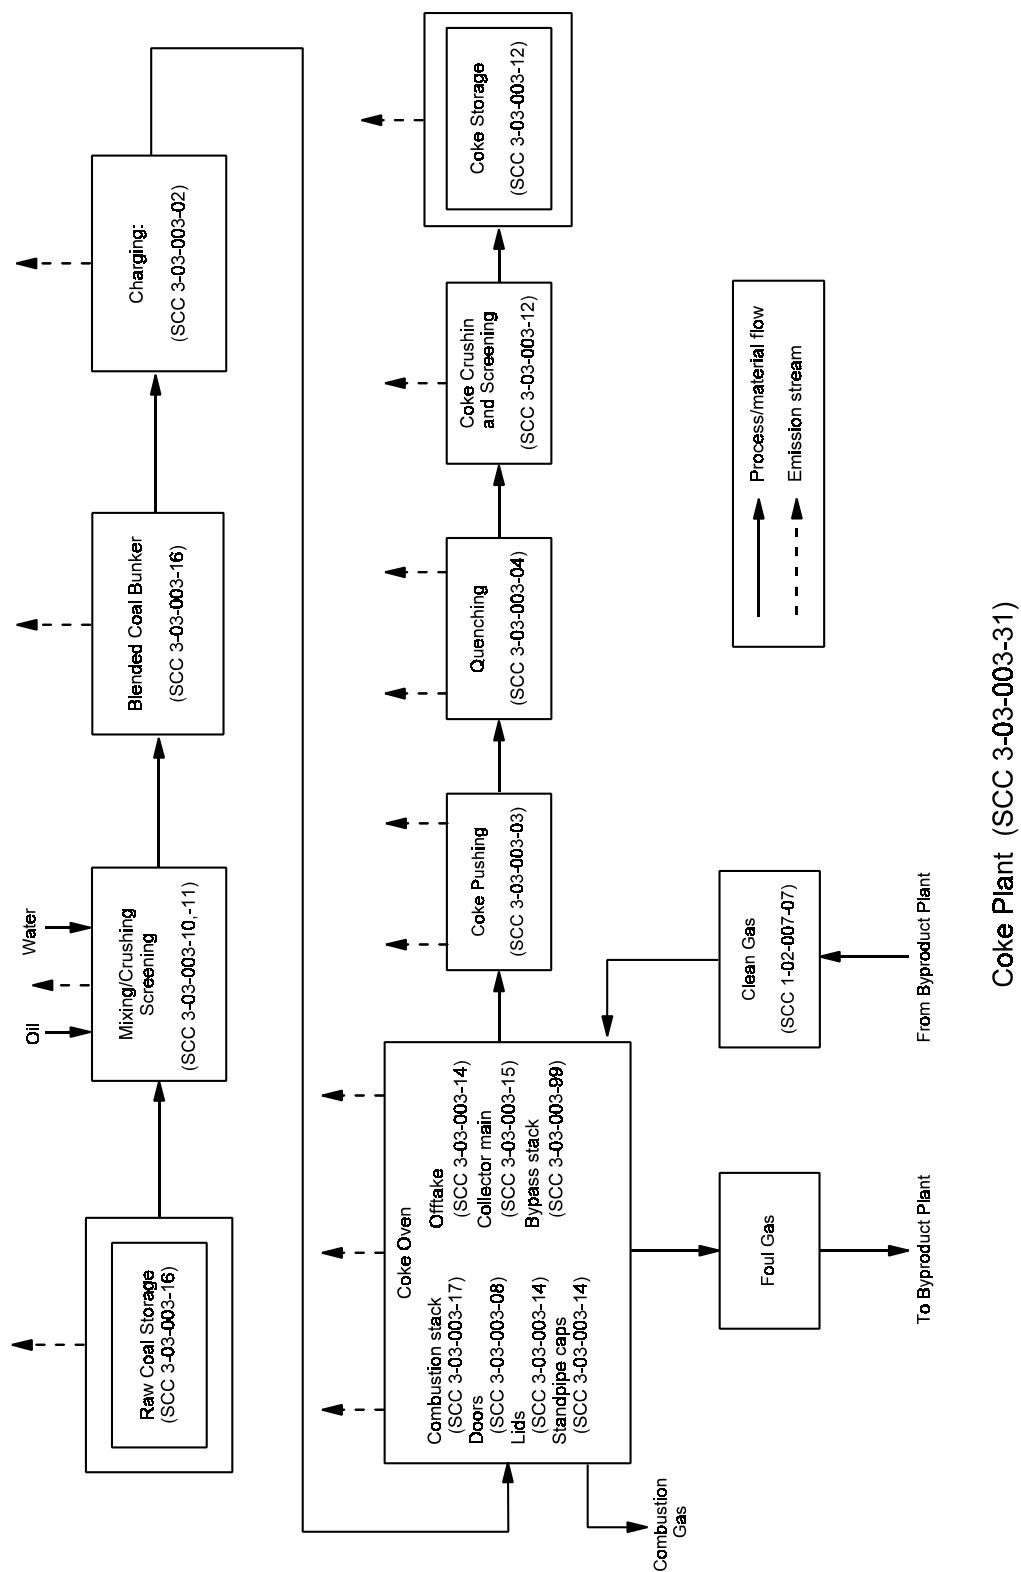 Raw Coal Storage
(SCC 3-03-003-16)
Oil
Water
Mixing/Crushing
Screening
(SCC 3-03-003-10,-11)
Blended Coal Bunker
(SCC 3-03-003-16)
Charging:
(SCC 3-03-003-02)
Coke Oven
Combustion stack
(SCC 3-03-003-17)
Doors
(SCC 3-03-003-08)
Lids
(SCC 3-03-003-14)
Standpipe caps
(SCC 3-03-003-14)
Offtake
(SCC 3-03-003-14)
Collector main
(SCC 3-03-003-15)
Bypass stack
(SCC 3-03-003-99)
Coke Pushing
(SCC 3-03-003-03)
Quenching
(SCC 3-03-003-04)
Coke Crushin
and Screening
(SCC 3-03-003-12)
Coke Storage
(SCC 3-03-003-12)
Combustion
Gas
Foul Gas
To Byproduct Plant
Clean Gas
(SCC 1-02-007-07)
From Byproduct Plant
Process/material flow
Emission stream
Coke Plant (SCC 3-03-003-31)